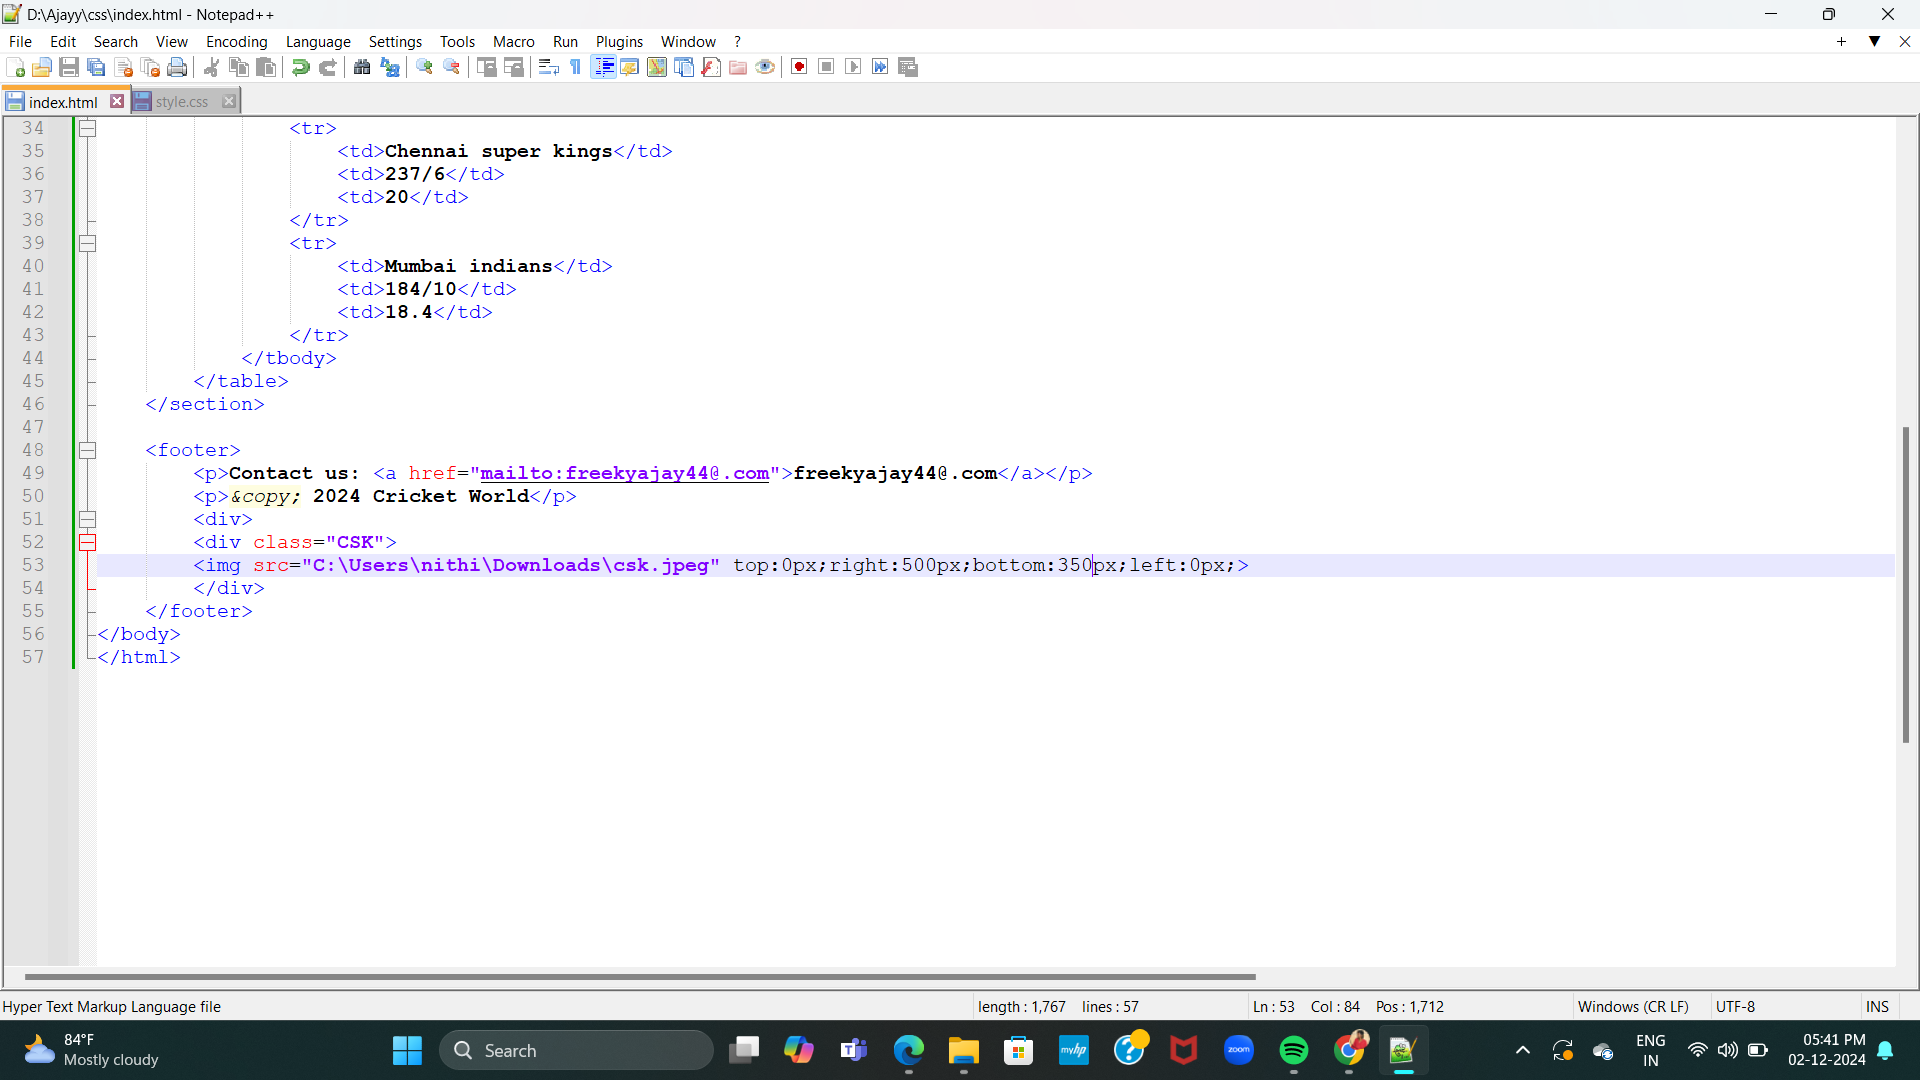 D:\Ajayy\css\index.html - Notepad++
File Edit Search View Encoding Language Settings Tools Macro Run Plugins Window ?
index.html style.css
34 <tr>
35 <td>Chennai super kings</td>
36 <td>237/6</td>
37 <td>20</td>
38 </tr>
39 <tr>
40 <td>Mumbai indians</td>
41 <td>184/10</td>
42 <td>18.4</td>
43 </tr>
44 </tbody>
45 </table>
46 </section>
47
48 <footer>
49 <p>Contact us: <a href="mailto:freekyajay44@.com">freekyajay44@.com</a></p>
50 <p>&copy; 2024 Cricket World</p>
51 <div>
52 <div class="CSK">
53 <img src="C:\Users\nithi\Downloads\csk.jpeg" top:0px;right:500px;bottom:350px;left:0px;>
54 </div>
55 </footer>
56 </body>
57 </html>
Hyper Text Markup Language file length : 1,767 lines : 57 Ln : 53 Col : 84 Pos : 1,712 Windows (CR LF) UTF-8 INS
84°F
Mostly cloudy
Search
myhp
zoom
ENG
IN
05:41 PM
02-12-2024